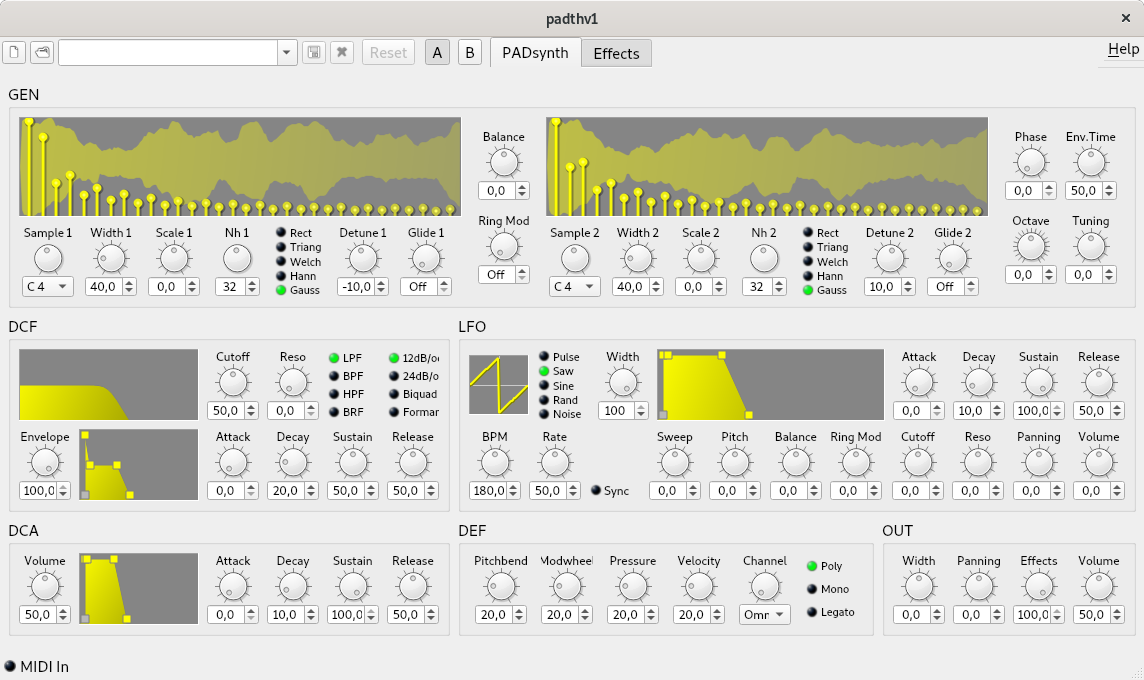 padthv1
Reset A B PADsynth Effects Help
GEN
Balance Phase Env.Time
0,0 0,0 50,0
Ring Mod Octave Tuning
Off 0,0 0,0
Sample 1 Width 1 Scale 1 Nh 1 Rect Detune 1 Glide 1
Triang
Welch
Hann
Gauss
C 4 40,0 0,0 32 -10,0 Off
Sample 2 Width 2 Scale 2 Nh 2 Rect Detune 2 Glide 2
Triang
Welch
Hann
Gauss
C 4 40,0 0,0 32 10,0 Off
DCF
Cutoff Reso LPF 12dB/o
BPF 24dB/o
HPF Biquad
BRF Formar
50,0 0,0
Envelope Attack Decay Sustain Release
100,0 0,0 20,0 50,0 50,0
LFO
Pulse Width Attack Decay Sustain Release
Saw
Sine
Rand
Noise
100 0,0 10,0 100,0 50,0
BPM Rate Sweep Pitch Balance Ring Mod Cutoff Reso Panning Volume
180,0 50,0 Sync 0,0 0,0 0,0 0,0 0,0 0,0 0,0 0,0
DCA
Volume Attack Decay Sustain Release
50,0 0,0 10,0 100,0 50,0
DEF
Pitchbend Modwheel Pressure Velocity Channel Poly
Mono
Legato
20,0 20,0 20,0 20,0 Omr
OUT
Width Panning Effects Volume
0,0 0,0 100,0 50,0
MIDI In